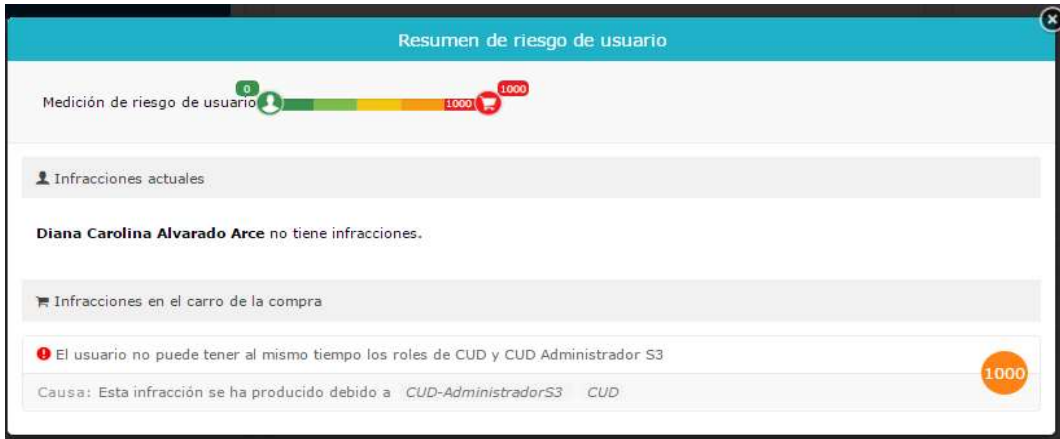 Resumen de riesgo de usuario
0 1000
Medición de riesgo de usuario 1000
Infracciones actuales
Diana Carolina Alvarado Arce no tiene infracciones.
Infracciones en el carro de la compra
El usuario no puede tener al mismo tiempo los roles de CUD y CUD Administrador S3
1000
Causa: Esta infracción se ha producido debido a CUD-AdministradorS3 CUD